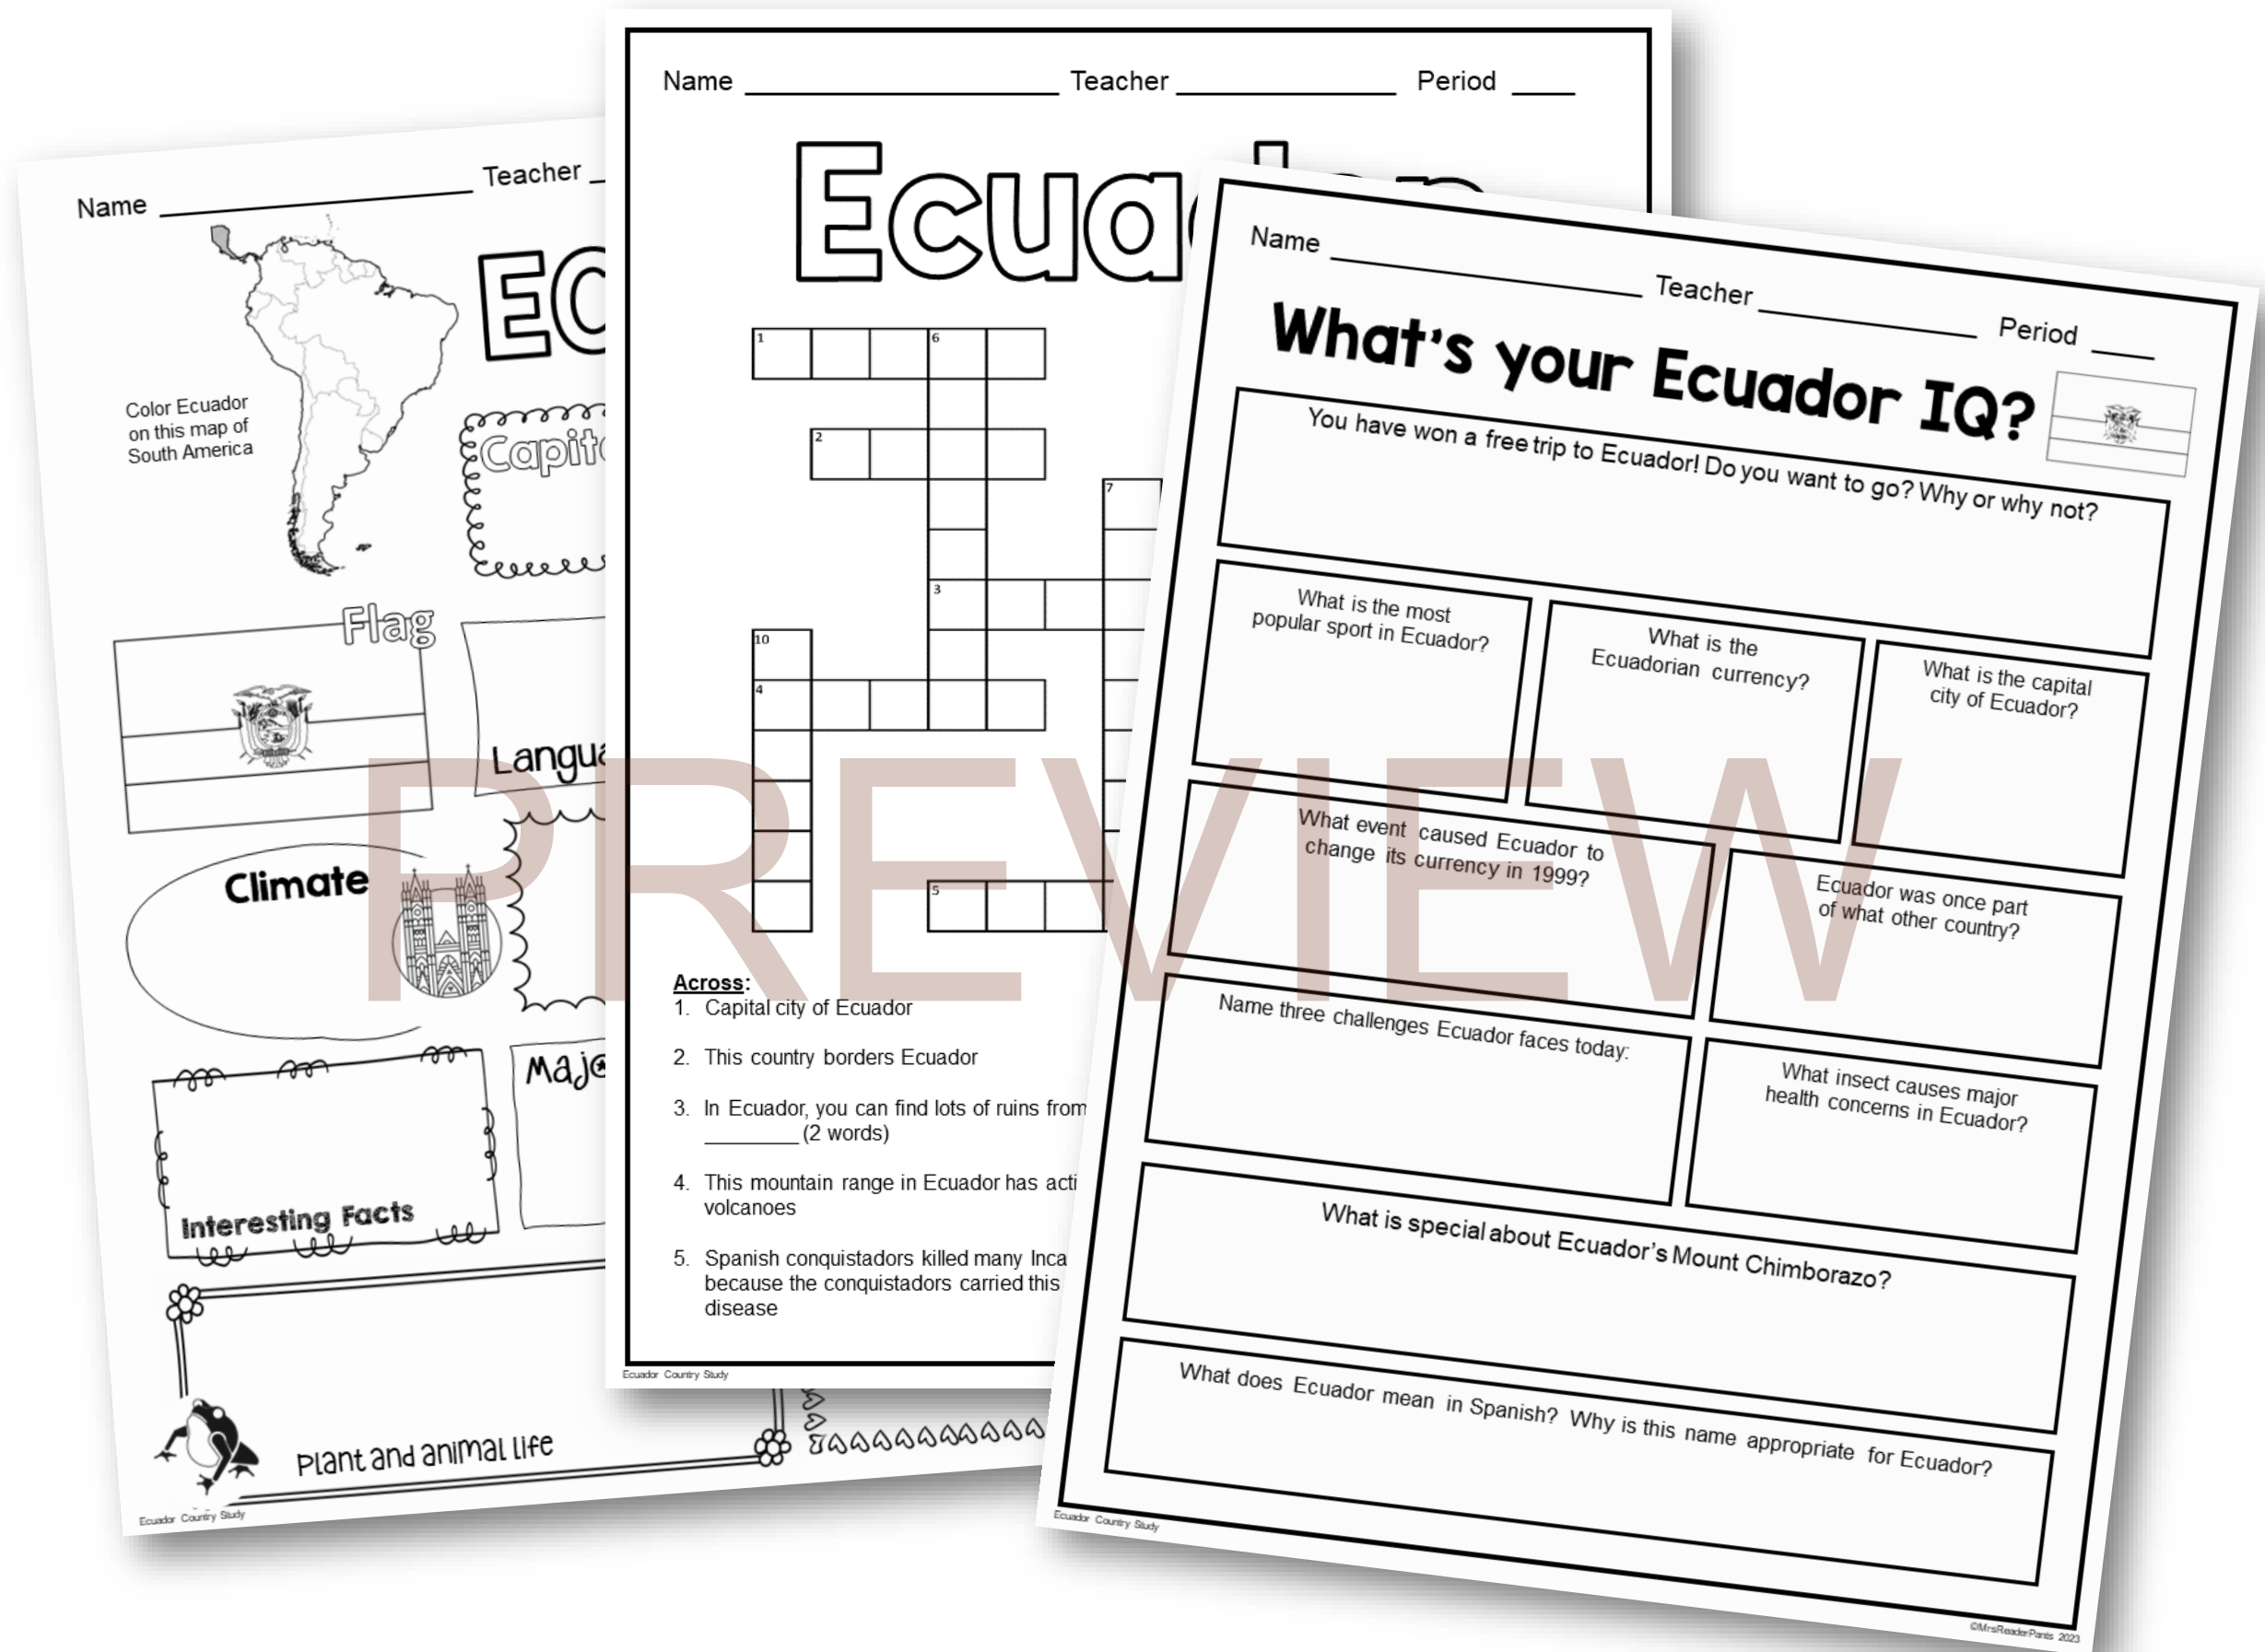 Name
Teacher
Color Ecuador
on this map of
South America
Flag
Climate
Interesting Facts
Plant and animal life
Ecuador Country Study
Name Teacher Period
1
6
2
7
3
10
4
5
Across:
1. Capital city of Ecuador
2. This country borders Ecuador
3. In Ecuador, you can find lots of ruins from
(2 words)
4. This mountain range in Ecuador has
volcanoes
5. Spanish conquistadors killed many Inca
because the conquistadors carried this
disease
Ecuador Country Study
Name Teacher Period
What's your Ecuador IQ?
You have won a free trip to Ecuador! Do you want to go? Why or why not?
What is the most
popular sport in Ecuador?
What is the
Ecuadorian currency?
What is the capital
city of Ecuador?
What event caused Ecuador to
change its currency in 1999?
Ecuador was once part
of what other country?
Name three challenges Ecuador faces today:
What insect causes major
health concerns in Ecuador?
What is special about Ecuador's Mount Chimborazo?
What does Ecuador mean in Spanish? Why is this name appropriate for Ecuador?
Ecuador Country Study
©MrsReaderPants 2023
PREVIEW